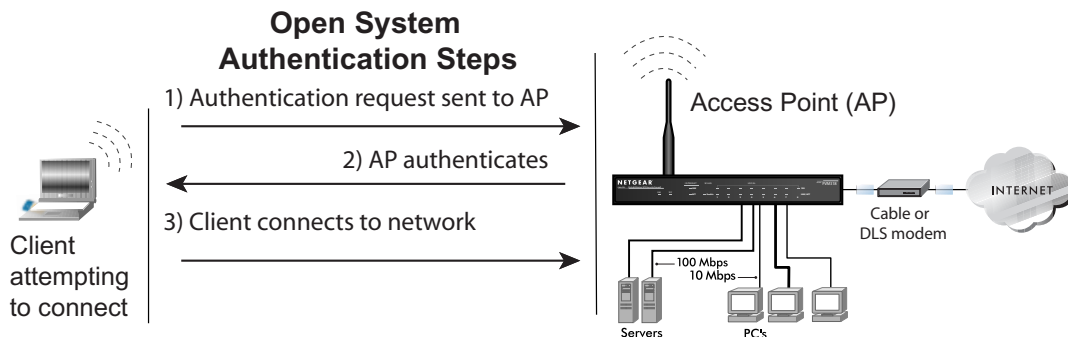 Open System
Authentication Steps
1) Authentication request sent to AP
2) AP authenticates
3) Client connects to network
Client
attempting
to connect
Access Point (AP)
NETGEAR
INTERNET
Cable or
DLS modem
100 Mbps
10 Mbps
Servers
PC's